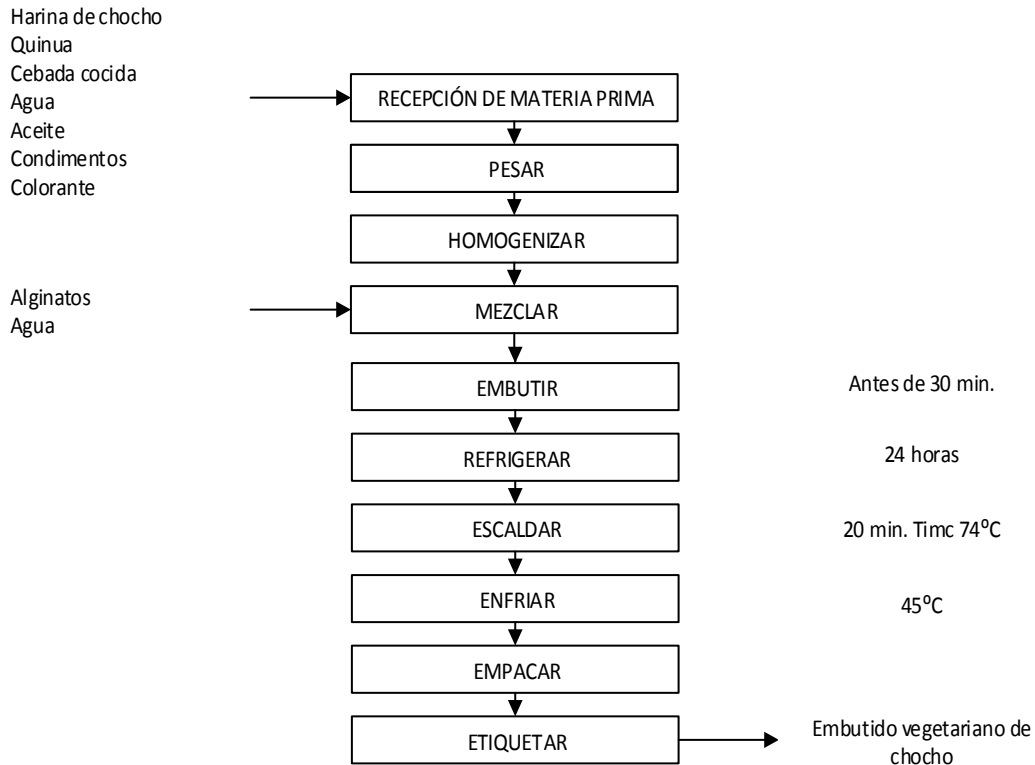 Harina de chocho
Quinua
Cebada cocida
Agua
Aceite
Condimentos
Colorante
RECEPCIÓN DE MATERIA PRIMA
PESAR
HOMOGENIZAR
Alginatos
Agua
MEZCLAR
EMBUTIR
Antes de 30 min.
REFRIGERAR
24 horas
ESCALDAR
20 min. Timc 74⁰C
ENFRIAR
45⁰C
EMPACAR
ETIQUETAR
Embutido vegetariano de
chocho